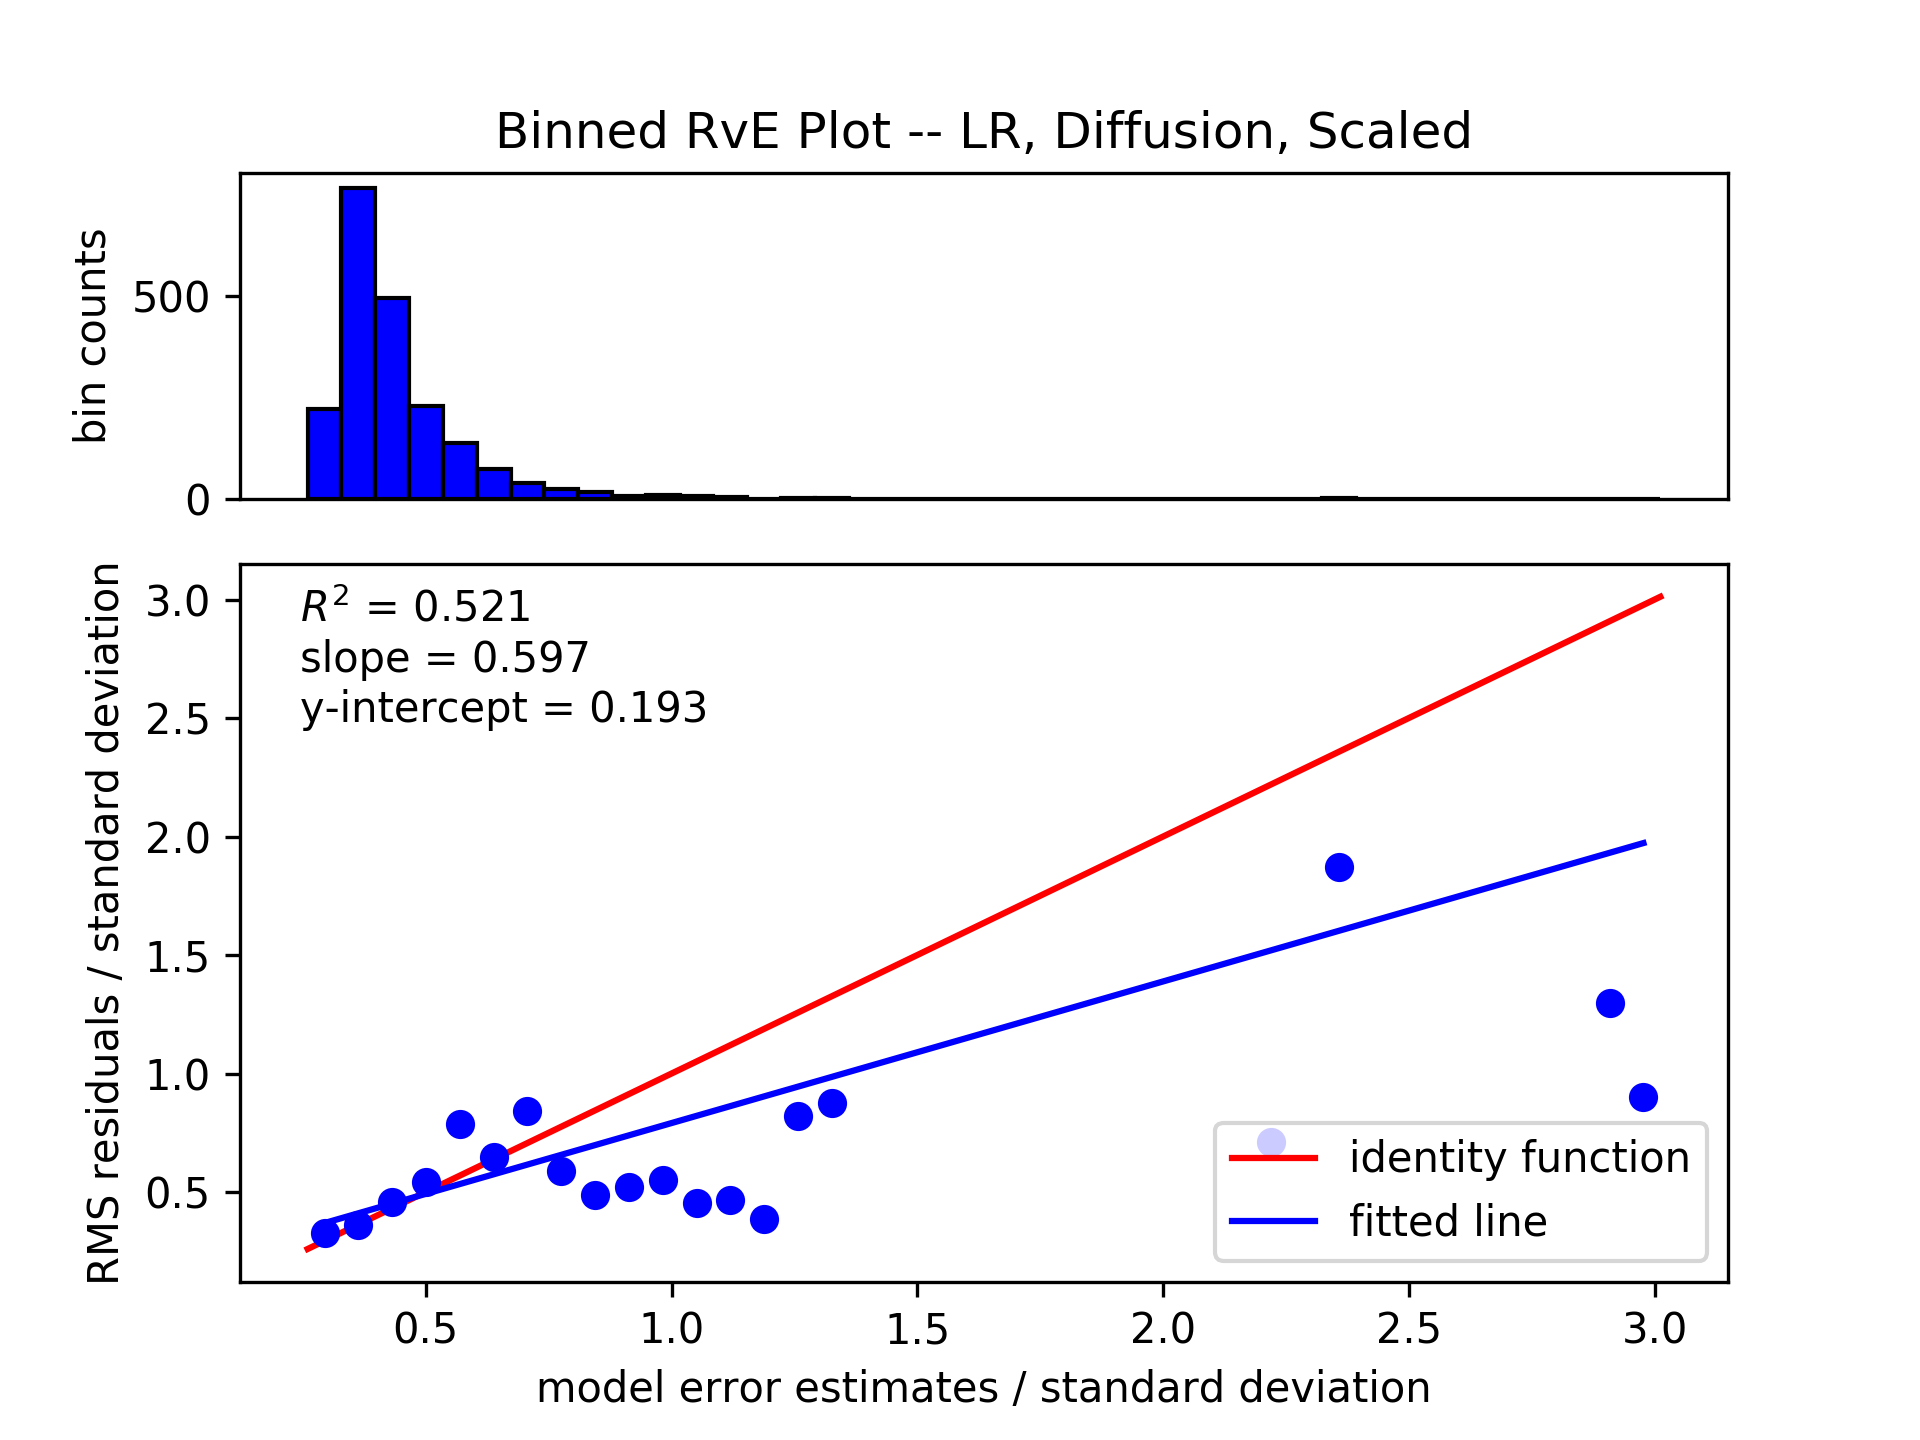 Binned RvE Plot -- LR, Diffusion, Scaled
bin counts
500
0
RMS residuals / standard deviation
3.0
2.5
2.0
1.5
1.0
0.5
R² = 0.521
slope = 0.597
y-intercept = 0.193
identity function
fitted line
0.5 1.0 1.5 2.0 2.5 3.0
model error estimates / standard deviation